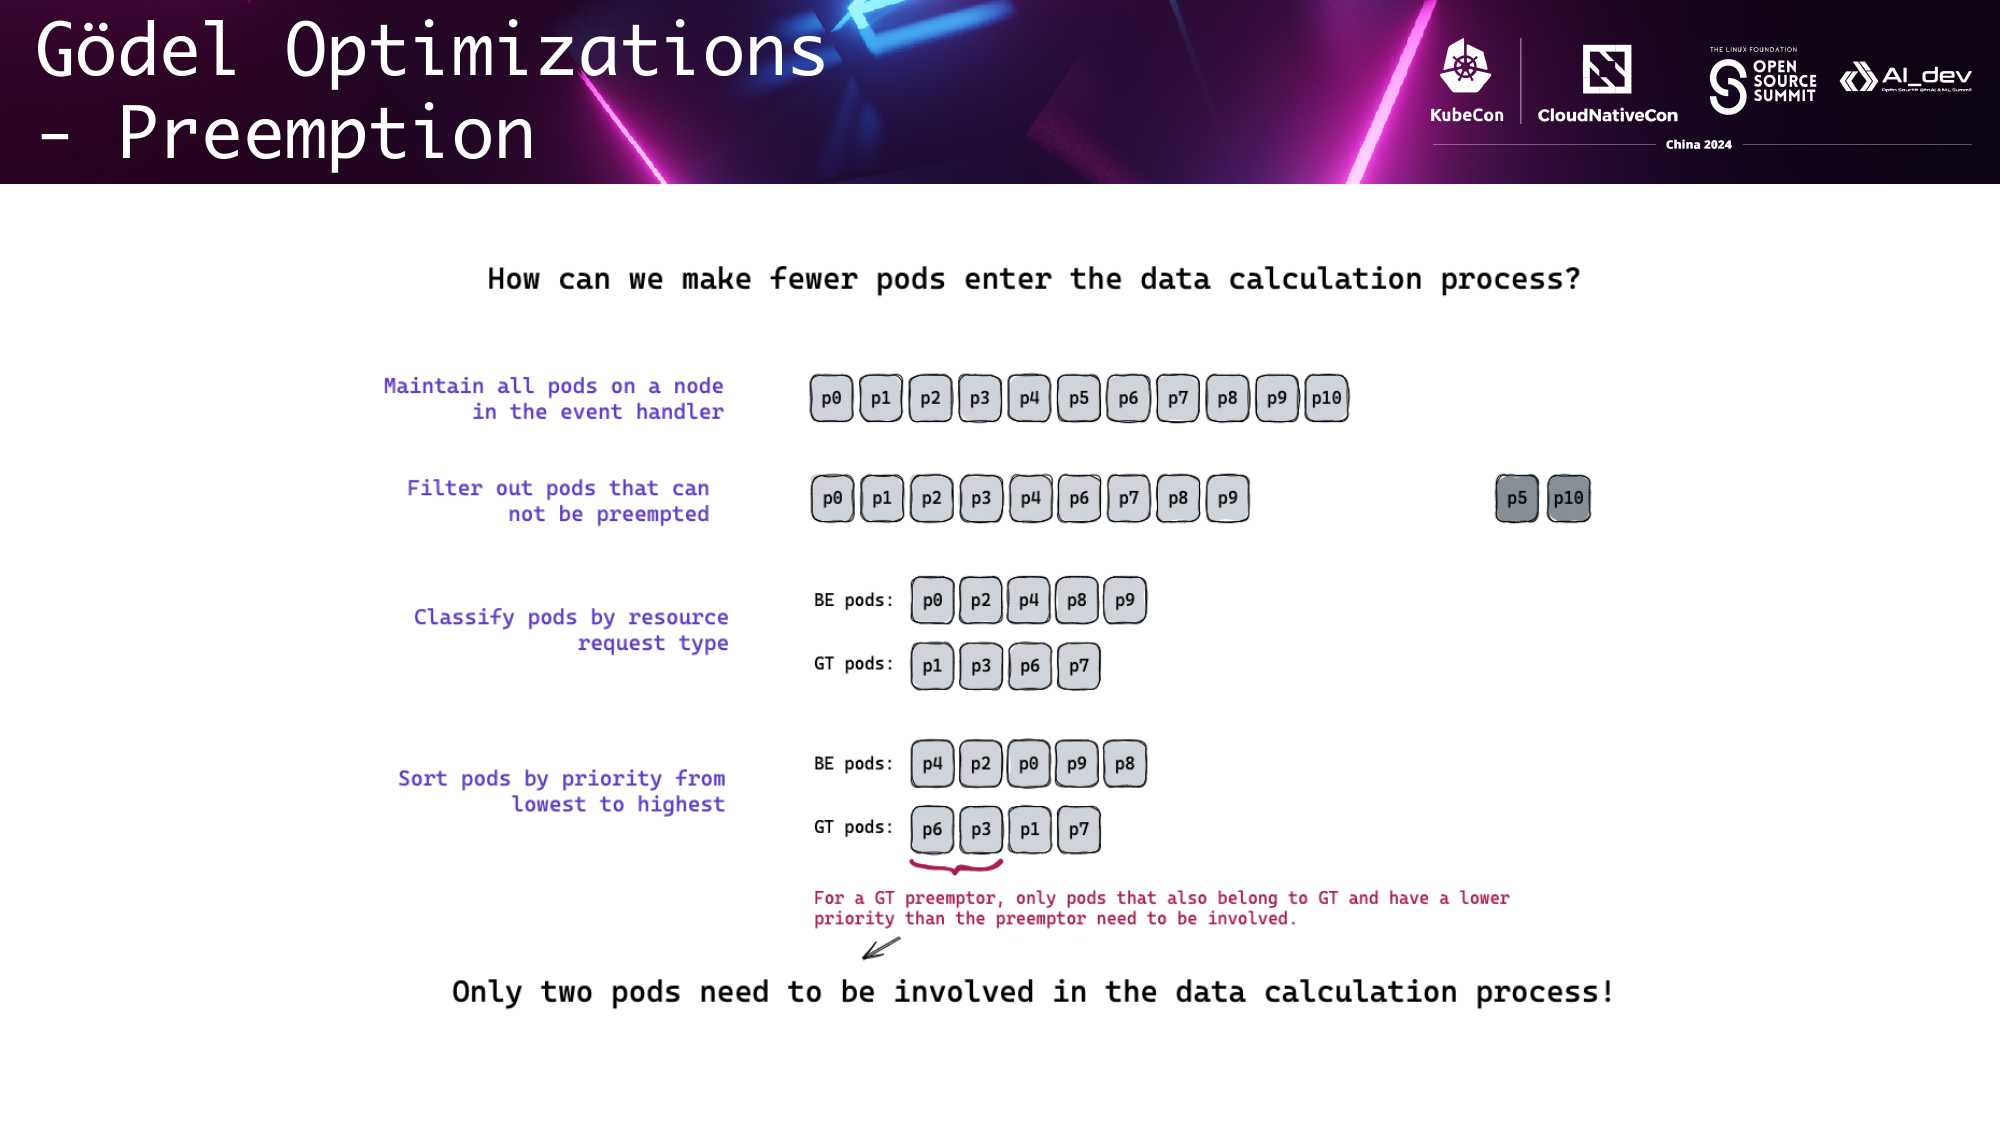 Gödel Optimizations
- Preemption
KubeCon
CloudNativeCon
THE LINUX FOUNDATION
OPEN
SOURCE
SUMMIT
AI_dev
Open Source GenAI & ML Summit
China 2024
How can we make fewer pods enter the data calculation process?
Maintain all pods on a node
in the event handler
p0 p1 p2 p3 p4 p5 p6 p7 p8 p9 p10
Filter out pods that can
not be preempted
p0 p1 p2 p3 p4 p6 p7 p8 p9
p5 p10
Classify pods by resource
request type
BE pods: p0 p2 p4 p8 p9
GT pods: p1 p3 p6 p7
Sort pods by priority from
lowest to highest
BE pods: p4 p2 p0 p9 p8
GT pods: p6 p3 p1 p7
For a GT preemptor, only pods that also belong to GT and have a lower
priority than the preemptor need to be involved.
Only two pods need to be involved in the data calculation process!